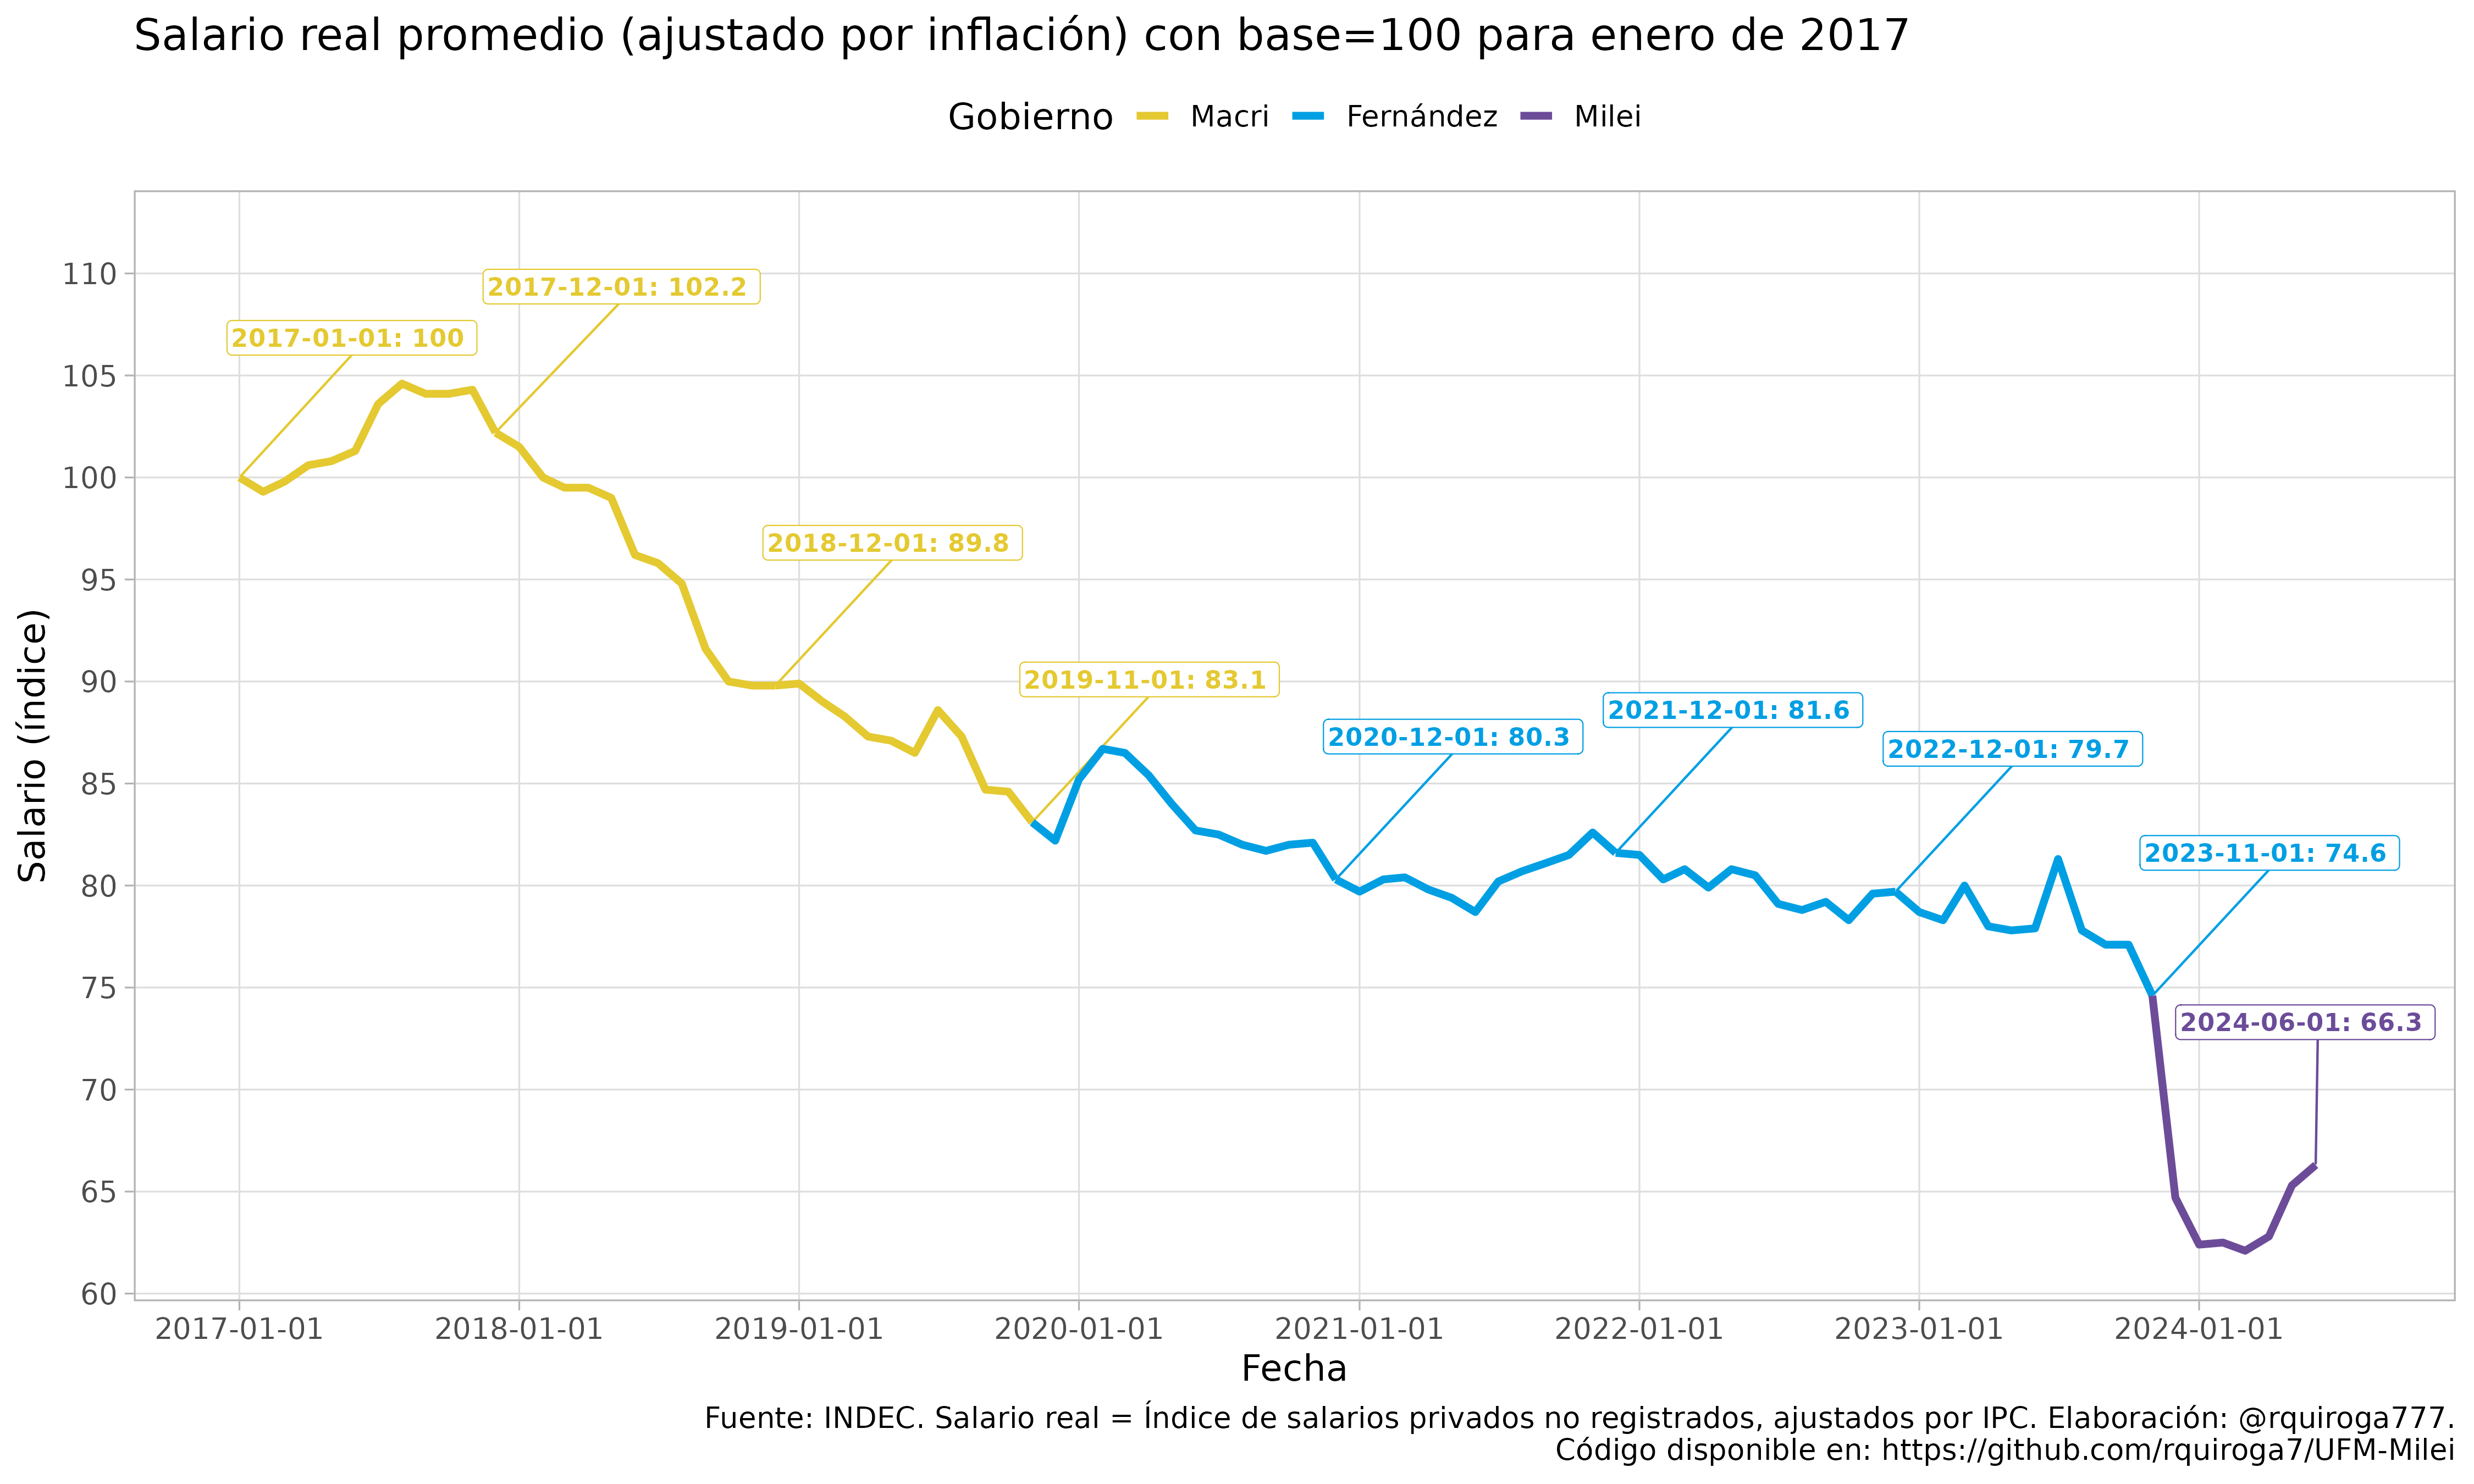 Salario real promedio (ajustado por inflación) con base=100 para enero de 2017
Gobierno Macri Fernández Milei
110
105
100
95
90
85
80
75
70
65
60
Salario (índice)
2017-01-01: 100
2017-12-01: 102.2
2018-12-01: 89.8
2019-11-01: 83.1
2020-12-01: 80.3
2021-12-01: 81.6
2022-12-01: 79.7
2023-11-01: 74.6
2024-06-01: 66.3
2017-01-01 2018-01-01 2019-01-01 2020-01-01 2021-01-01 2022-01-01 2023-01-01 2024-01-01
Fecha
Fuente: INDEC. Salario real = Índice de salarios privados no registrados, ajustados por IPC. Elaboración: @rquiroga777.
Código disponible en: https://github.com/rquiroga7/UFM-Milei